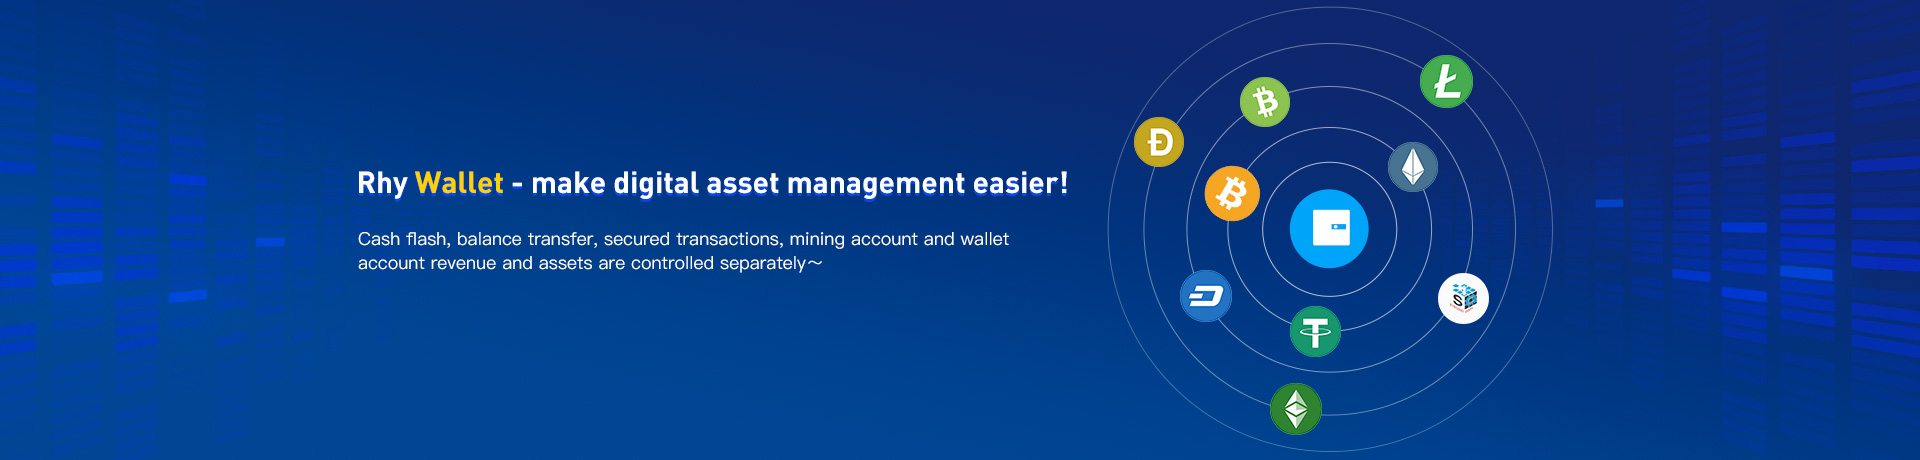 Rhy Wallet - make digital asset management easier!
Cash flash, balance transfer, secured transactions, mining account and wallet
account revenue and assets are controlled separately～